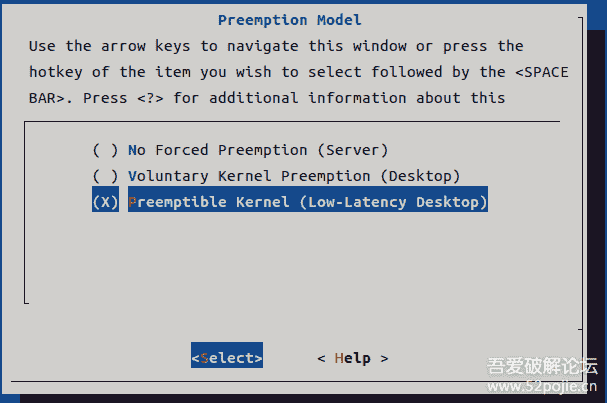 Preemption Model
Use the arrow keys to navigate this window or press the
hotkey of the item you wish to select followed by the <SPACE
BAR>. Press <?> for additional information about this
( ) No Forced Preemption (Server)
( ) Voluntary Kernel Preemption (Desktop)
(X) Preemptible Kernel (Low-Latency Desktop)
<Select> < Help >
吾爱破解论坛
www.52pojie.cn